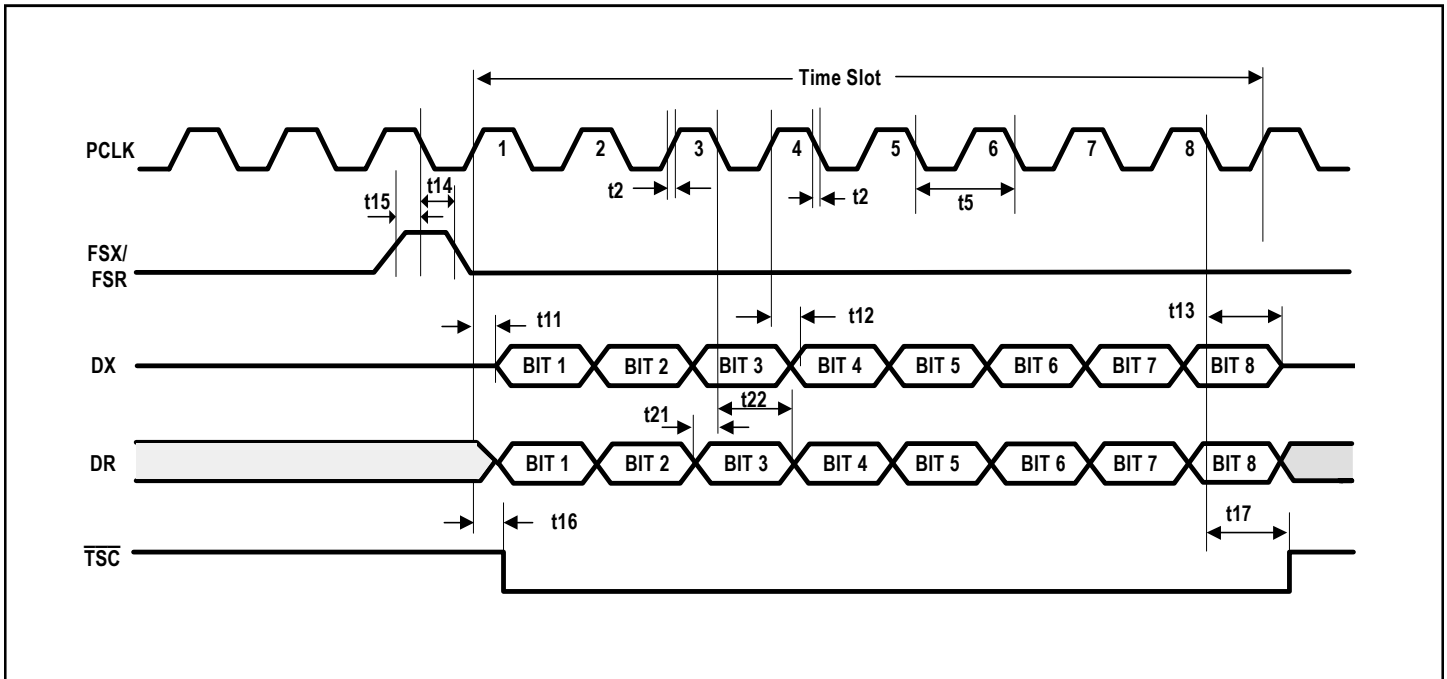 Time Slot
PCLK
1 2 3 4 5 6 7 8
t2 t2 t5
t15 t14
FSX/
FSR
t11 t12 t13
DX
BIT 1 BIT 2 BIT 3 BIT 4 BIT 5 BIT 6 BIT 7 BIT 8
t21 t22
DR
BIT 1 BIT 2 BIT 3 BIT 4 BIT 5 BIT 6 BIT 7 BIT 8
t16 t17
TSC